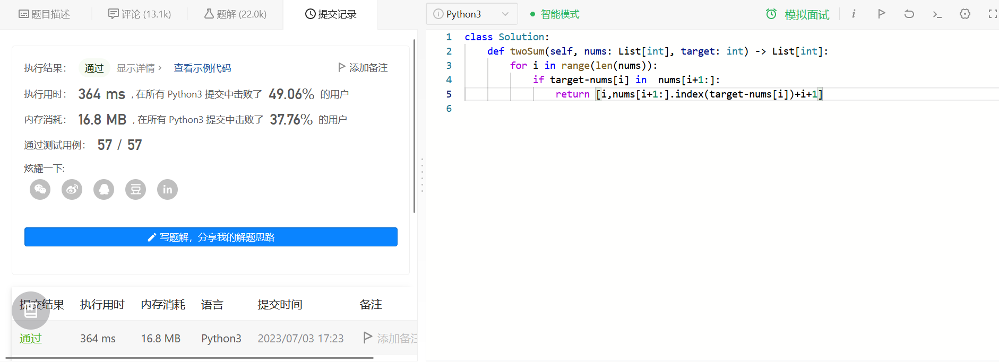 题目描述
评论 (13.1k)
题解 (22.0k)
提交记录
执行结果：
通过
显示详情 ›
查看示例代码
添加备注
执行用时： 364 ms , 在所有 Python3 提交中击败了 49.06% 的用户
内存消耗： 16.8 MB , 在所有 Python3 提交中击败了 37.76% 的用户
通过测试用例： 57 / 57
炫耀一下:
豆
in
写题解，分享我的解题思路
提交结果 执行用时 内存消耗 语言 提交时间 备注
通过 364 ms 16.8 MB Python3 2023/07/03 17:23 添加备注
Python3
智能模式
模拟面试
i
1 class Solution:
2     def twoSum(self, nums: List[int], target: int) -> List[int]:
3         for i in range(len(nums)):
4             if target-nums[i] in  nums[i+1:]:
5                 return [i,nums[i+1:].index(target-nums[i])+i+1]
6